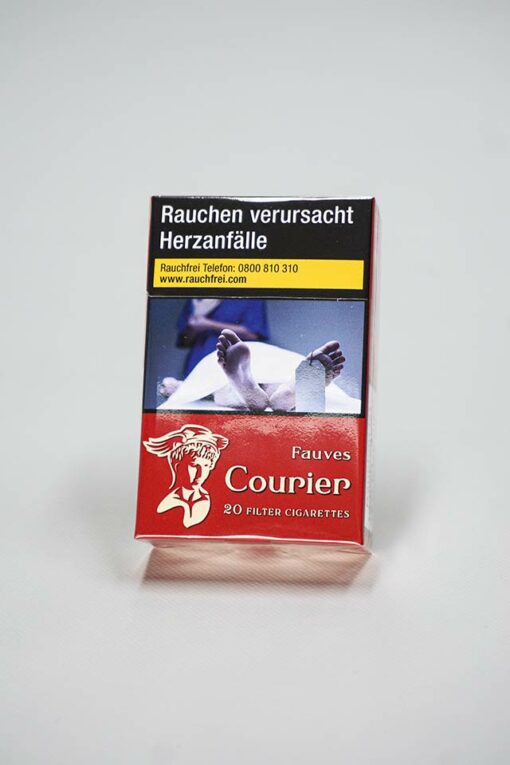 Rauchen verursacht
Herzanfälle
Rauchfrei Telefon: 0800 810 310
www.rauchfrei.com
Fauves
Courier
20 FILTER CIGARETTES